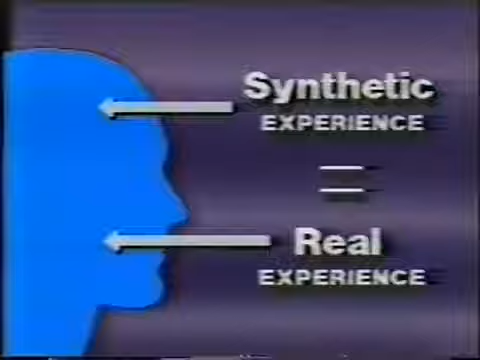 Synthetic
EXPERIENCE
=
Real
EXPERIENCE